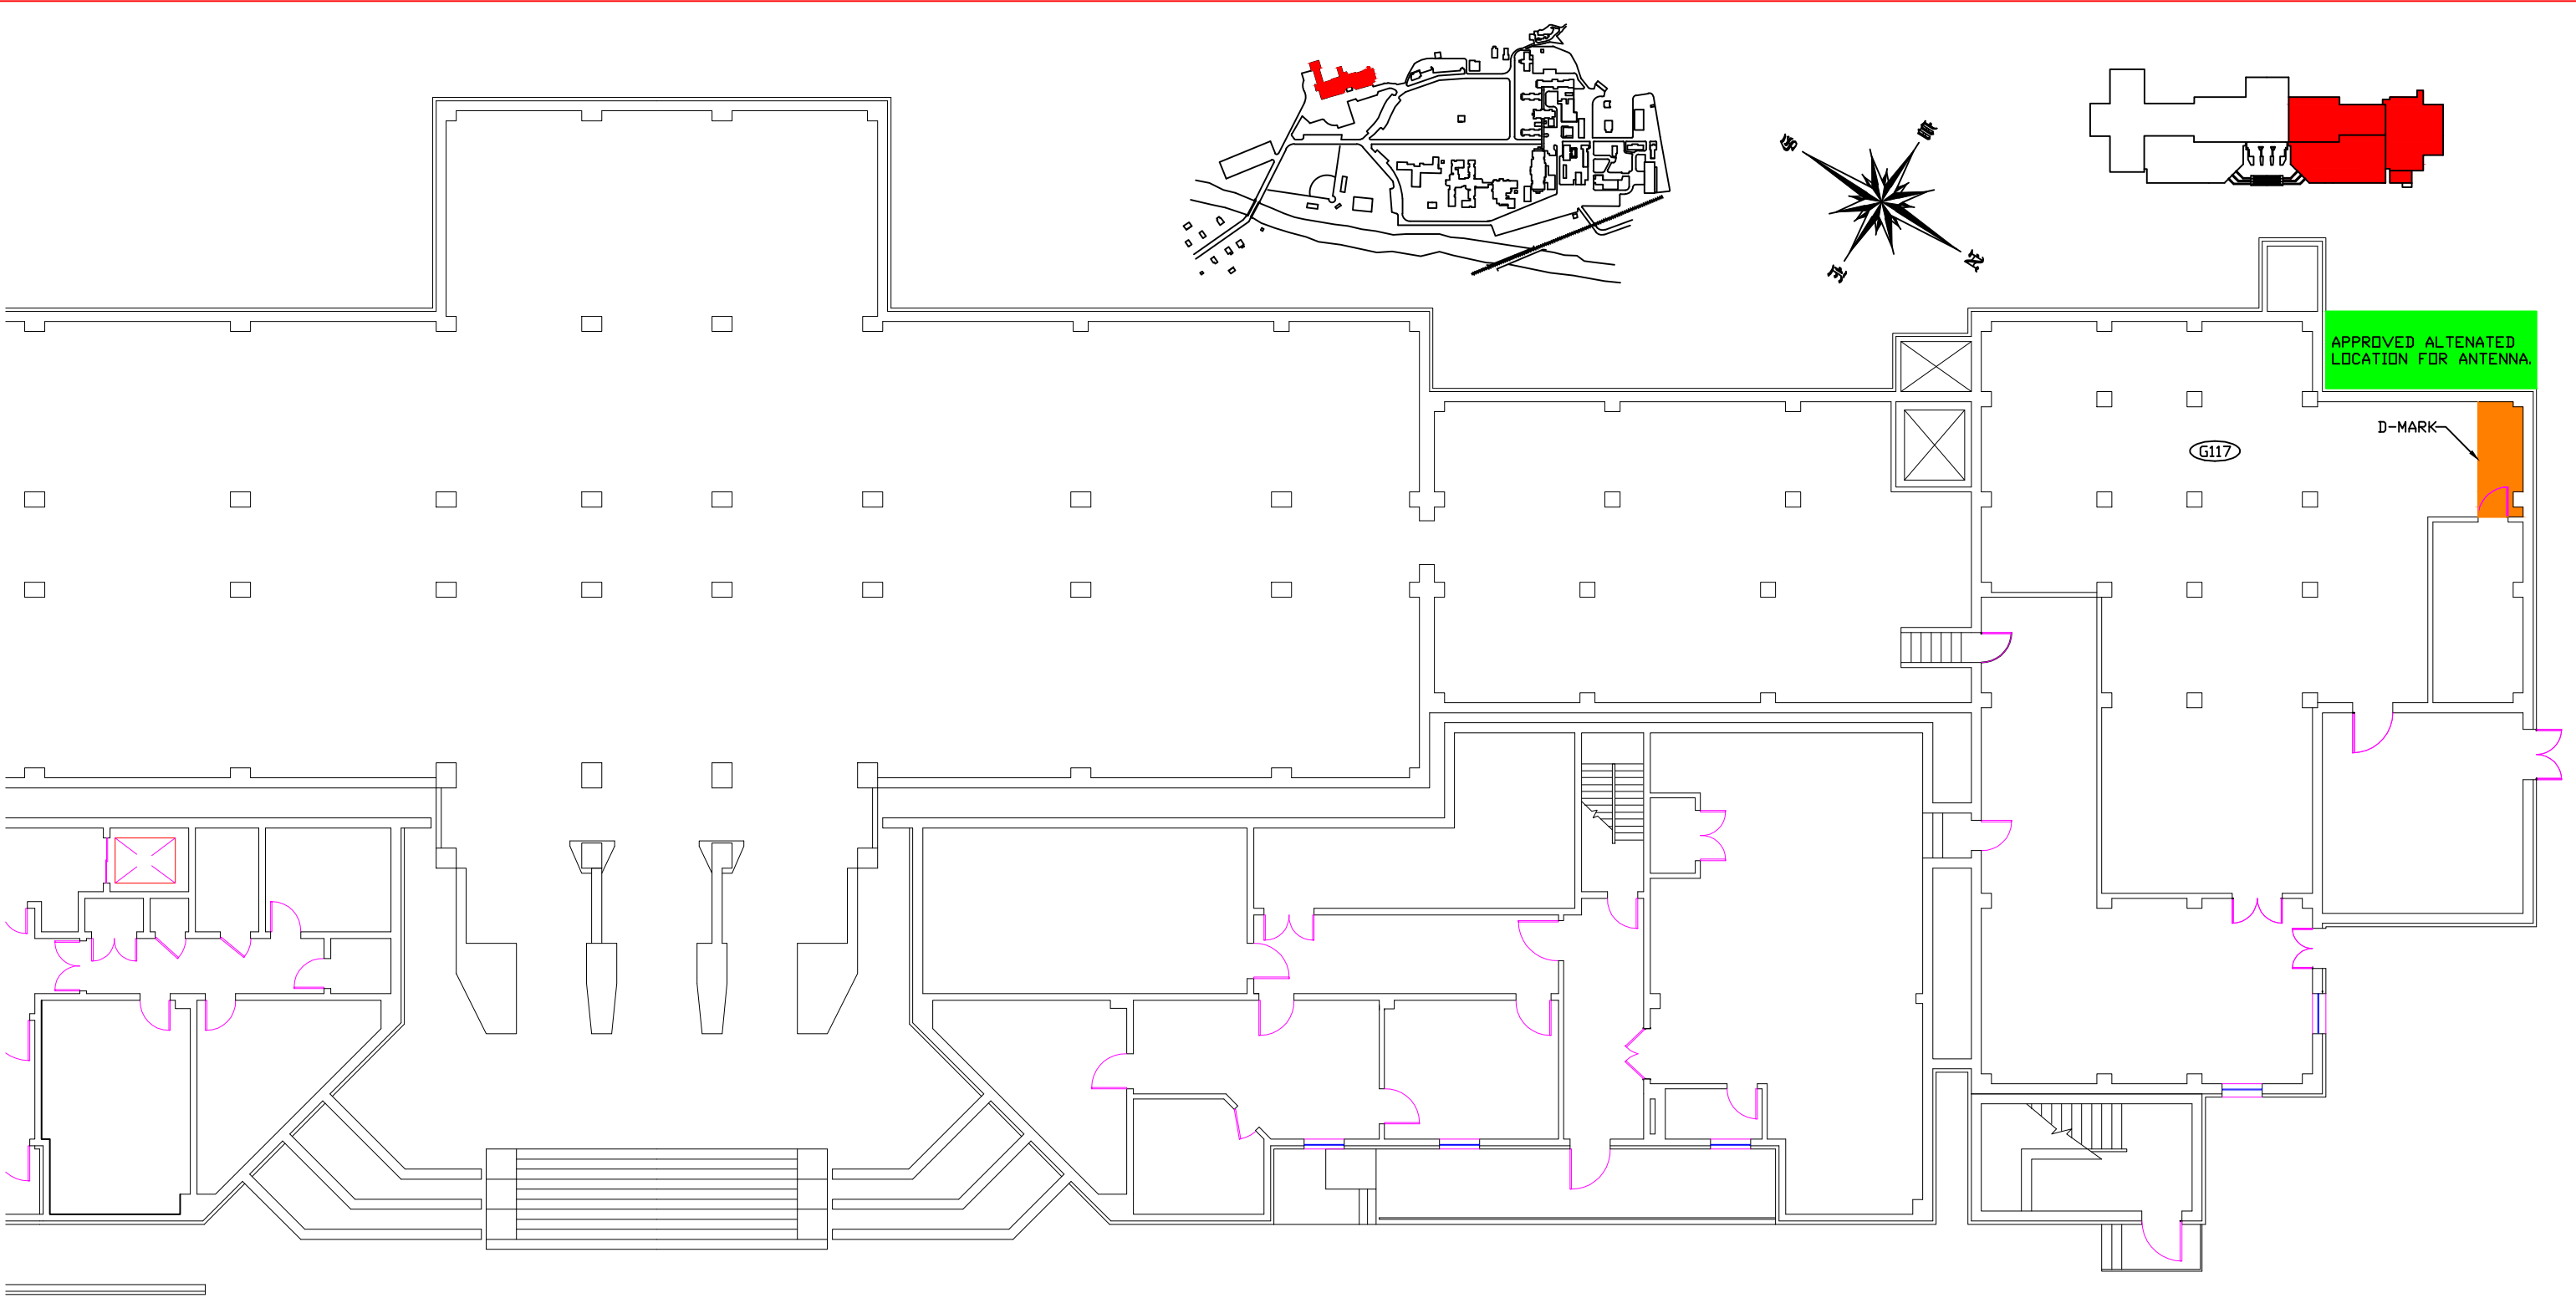 S
W
E
N
APPROVED ALTENATED
LOCATION FOR ANTENNA.
D-MARK
G117